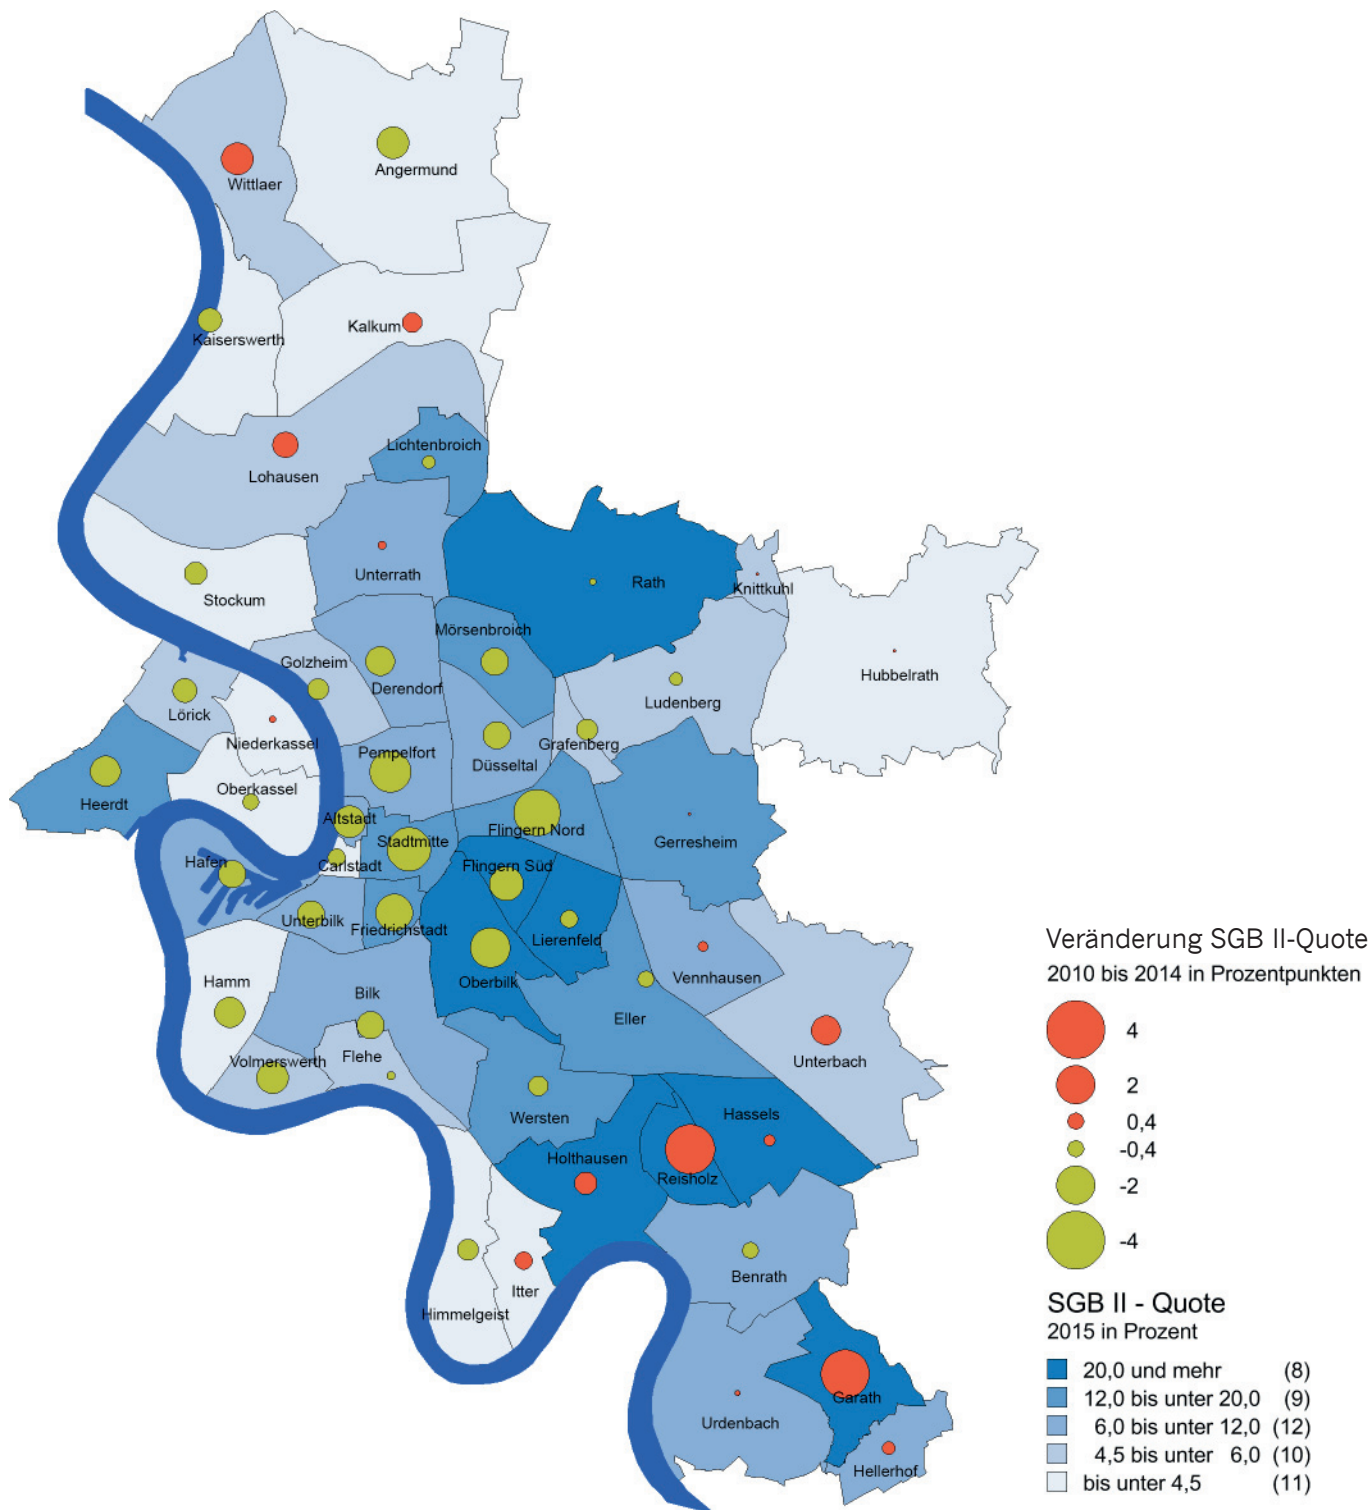 Wittlaer
Angermund
Kaiserswerth
Kalkum
Lichtenbroich
Lohausen
Unterrath
Rath
Knittkuhl
Stockum
Mörsenbroich
Golzheim
Hubbelrath
Derendorf
Ludenberg
Lörick
Niederkassel
Grafenberg
Pempelfort
Düsseltal
Oberkassel
Heerdt
Altstadt
Flingern Nord
Stadtmitte
Gerresheim
Hafen
Carlstadt
Flingern Süd
Unterbilk
Friedrichstadt
Lierenfeld
Vennhausen
Hamm
Oberbilk
Bilk
Eller
Volmerswerth
Flehe
Unterbach
Wersten
Hassels
Holthausen
Reisholz
Benrath
Itter
Himmelgeist
Garath
Urdenbach
Hellerhof
Veränderung SGB II-Quote
2010 bis 2014 in Prozentpunkten
4
2
0,4
-0,4
-2
-4
SGB II - Quote
2015 in Prozent
20,0 und mehr (8)
12,0 bis unter 20,0 (9)
6,0 bis unter 12,0 (12)
4,5 bis unter 6,0 (10)
bis unter 4,5 (11)